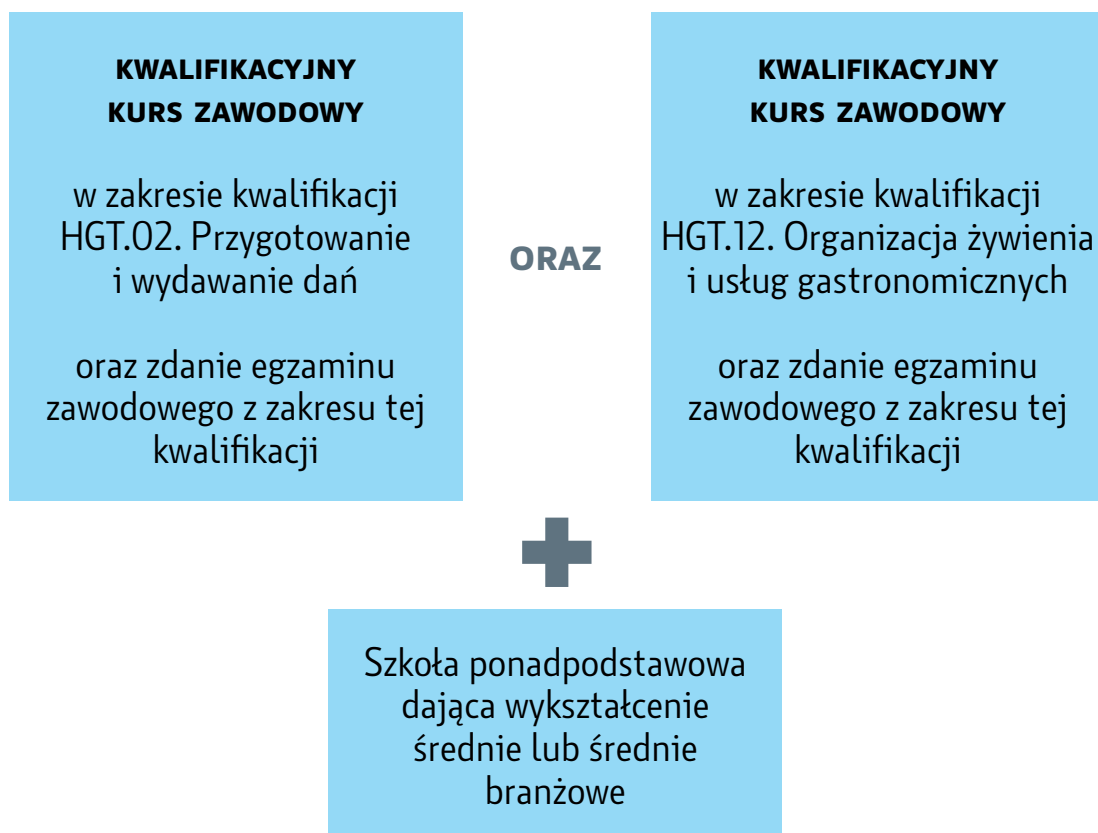 KWALIFIKACYJNY
KURS ZAWODOWY
w zakresie kwalifikacji
HGT.02. Przygotowanie
i wydawanie dań
oraz zdanie egzaminu
zawodowego z zakresu tej
kwalifikacji
ORAZ
KWALIFIKACYJNY
KURS ZAWODOWY
w zakresie kwalifikacji
HGT.12. Organizacja żywienia
i usług gastronomicznych
oraz zdanie egzaminu
zawodowego z zakresu tej
kwalifikacji
Szkoła ponadpodstawowa
dająca wykształcenie
średnie lub średnie
branżowe